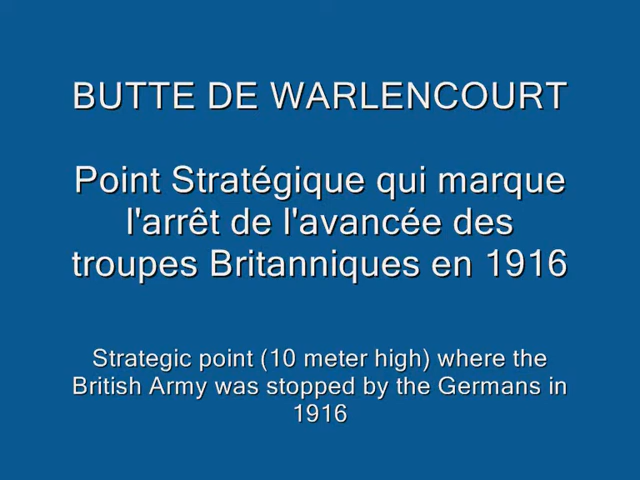 BUTTE DE WARLENCOURT
Point Stratégique qui marque
l'arrêt de l'avancée des
troupes Britanniques en 1916
Strategic point (10 meter high) where the
British Army was stopped by the Germans in
1916